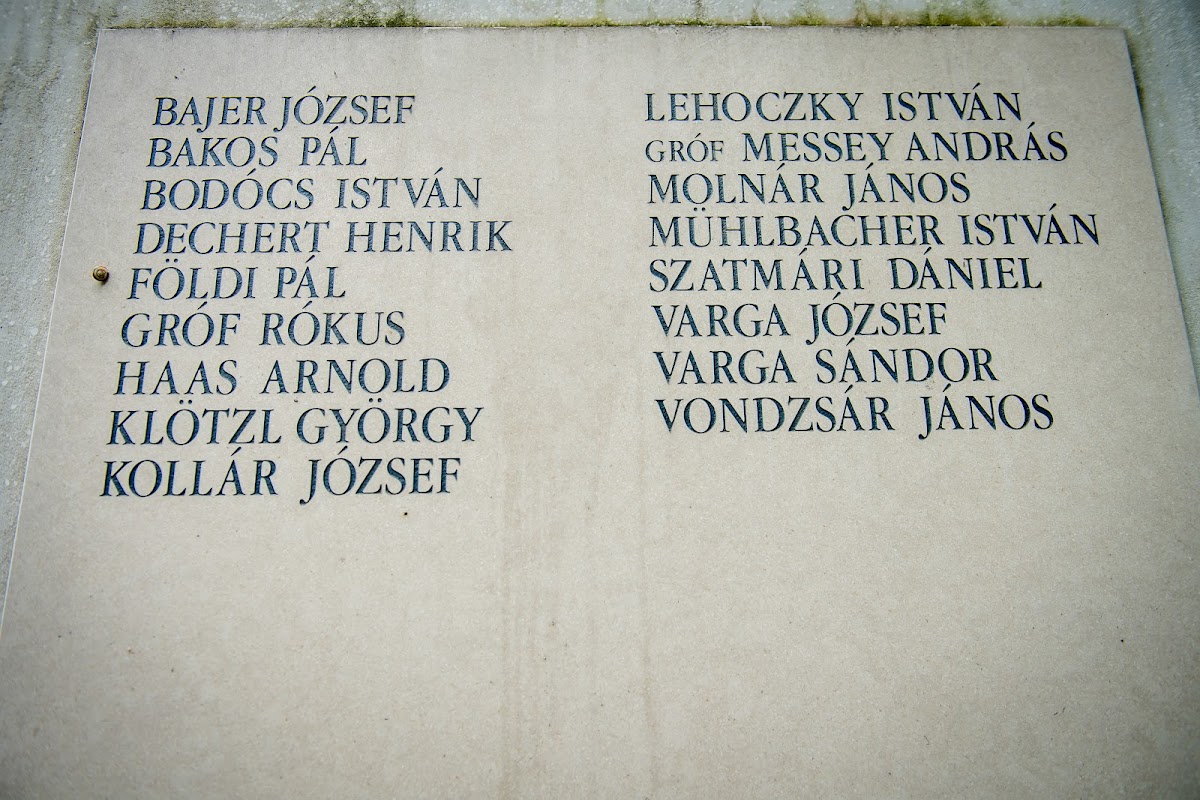 BAJER JÓZSEF
BAKOS PÁL
BODÓCS ISTVÁN
DECHERT HENRIK
FÖLDI PÁL
GRÓF RÓKUS
HAAS ARNOLD
KLÖTZL GYÖRGY
KOLLÁR JÓZSEF
LEHOCZKY ISTVÁN
GRÓF MESSEY ANDRÁS
MOLNÁR JÁNOS
MÜHLBACHER ISTVÁN
SZATMÁRI DÁNIEL
VARGA JÓZSEF
VARGA SÁNDOR
VONDZSÁR JÁNOS